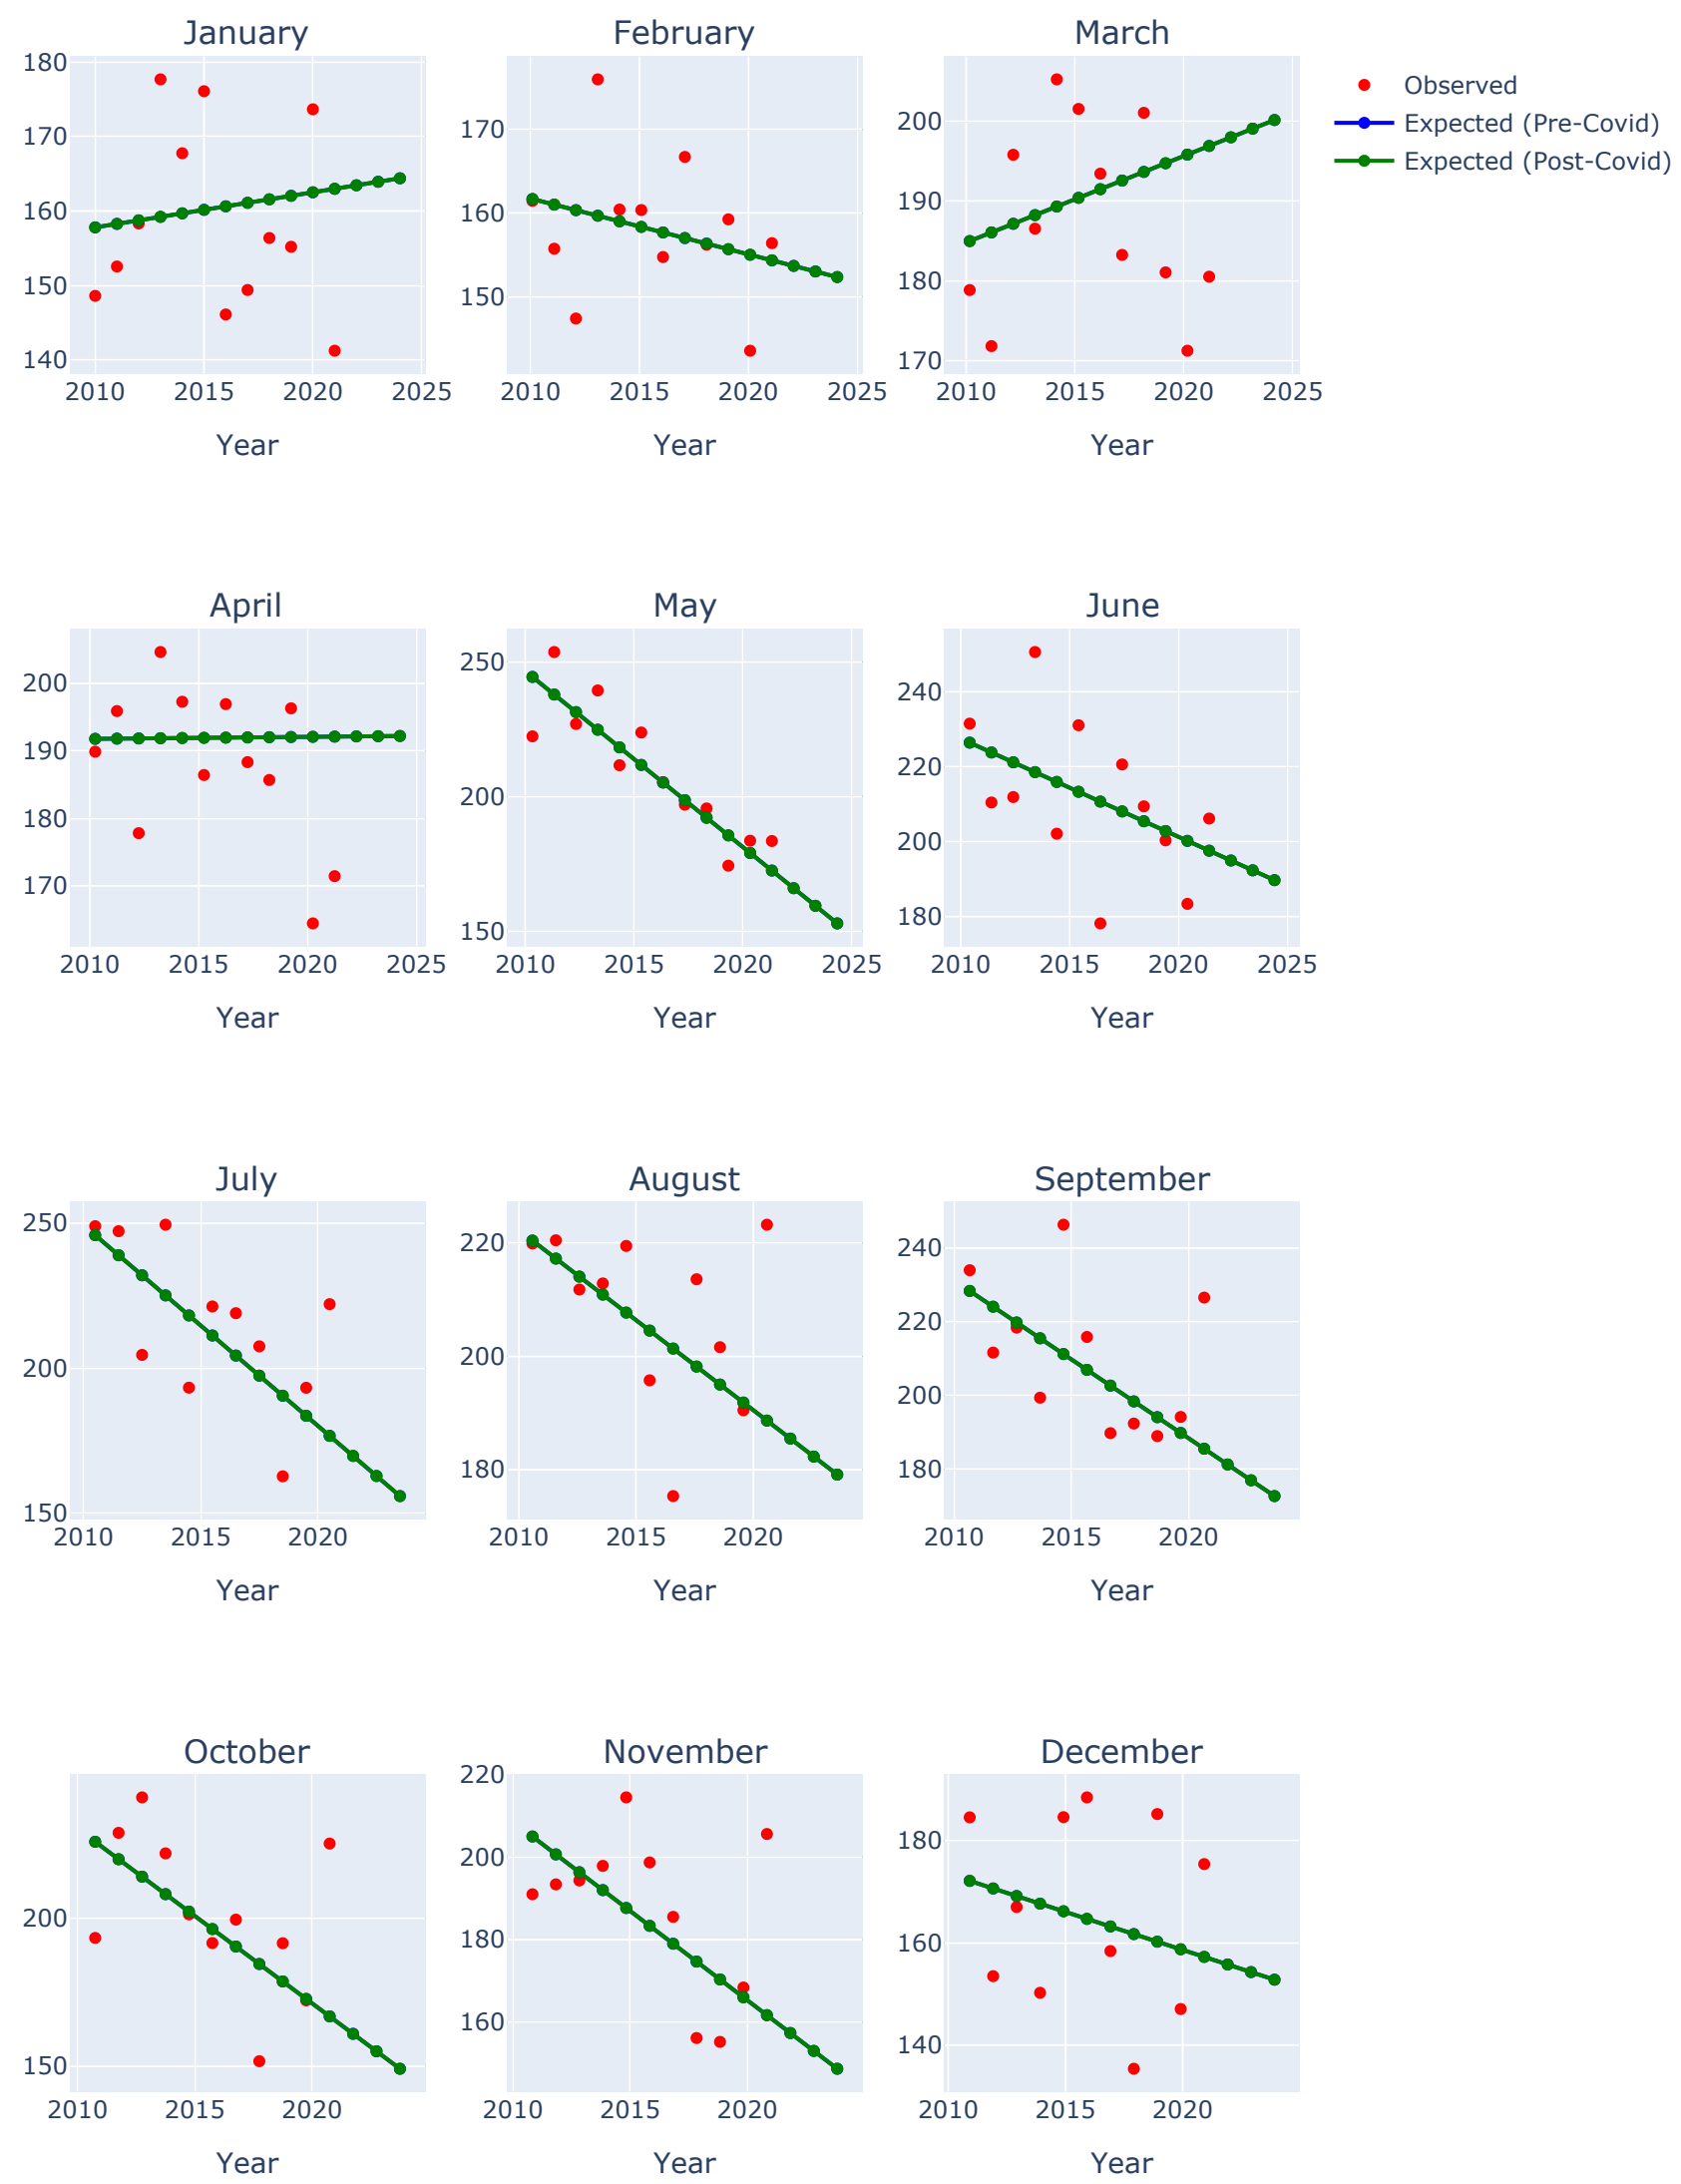 January
February
March
180
170
160
150
140
170
160
150
200
190
180
170
Observed
Expected (Pre-Covid)
Expected (Post-Covid)
2010 2015 2020 2025
2010 2015 2020 2025
2010 2015 2020 2025
Year
Year
Year
April
May
June
200
190
180
170
250
200
150
240
220
200
180
2010 2015 2020 2025
2010 2015 2020 2025
2010 2015 2020 2025
Year
Year
Year
July
August
September
250
200
150
220
200
180
240
220
200
180
2010 2015 2020
2010 2015 2020
2010 2015 2020
Year
Year
Year
October
November
December
200
150
220
200
180
160
180
160
140
2010 2015 2020
2010 2015 2020
2010 2015 2020
Year
Year
Year